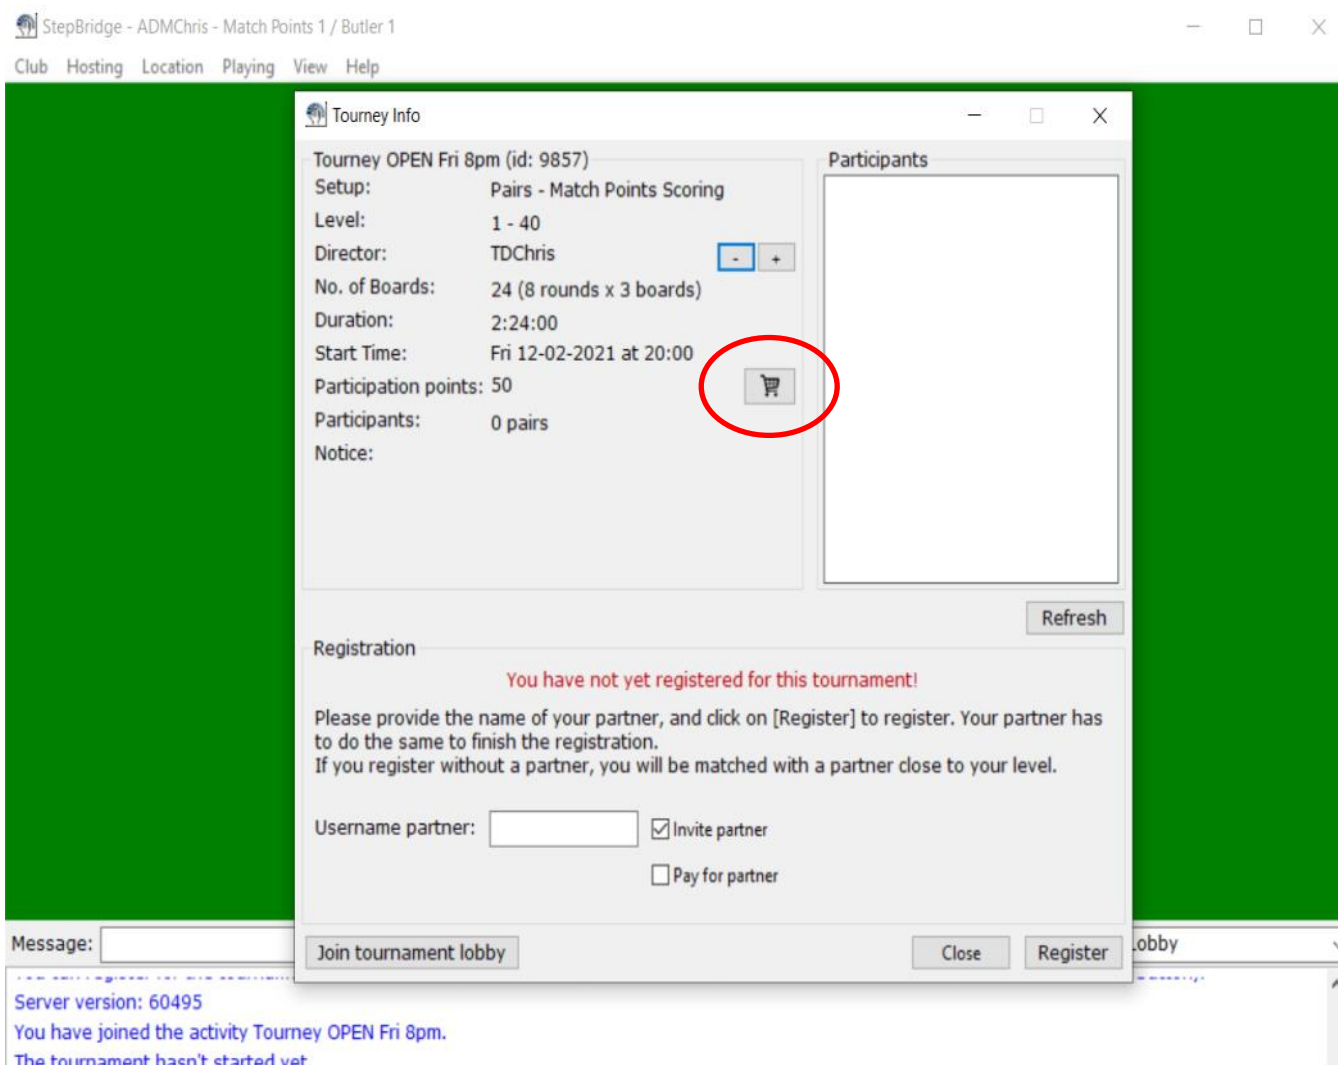 StepBridge - ADMChris - Match Points 1 / Butler 1
Club Hosting Location Playing View Help
Tourney Info
Tourney OPEN Fri 8pm (id: 9857)
Setup: Pairs - Match Points Scoring
Level: 1 - 40
Director: TDChris - +
No. of Boards: 24 (8 rounds x 3 boards)
Duration: 2:24:00
Start Time: Fri 12-02-2021 at 20:00
Participation points: 50
Participants: 0 pairs
Notice:
Participants
Refresh
Registration
You have not yet registered for this tournament!
Please provide the name of your partner, and click on [Register] to register. Your partner has
to do the same to finish the registration.
If you register without a partner, you will be matched with a partner close to your level.
Username partner: Invite partner
Pay for partner
Join tournament lobby Close Register
Message:
Server version: 60495
You have joined the activity Tourney OPEN Fri 8pm.
The tournament hasn't started yet